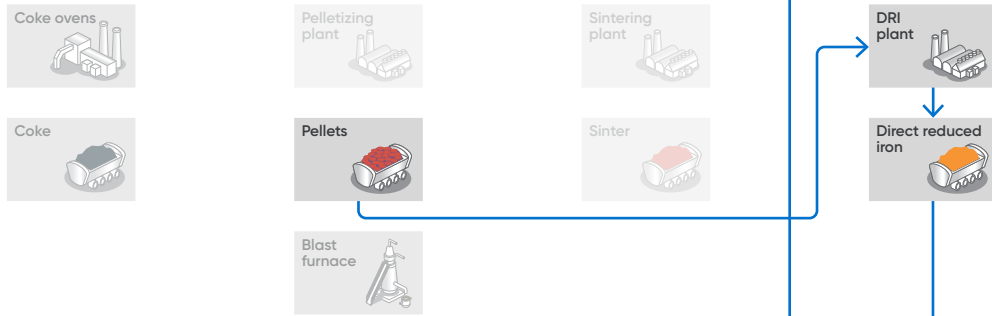 Coke ovens
Pelletizing
plant
Sintering
plant
DRI
plant
Coke
Pellets
Sinter
Direct reduced
iron
Blast
furnace